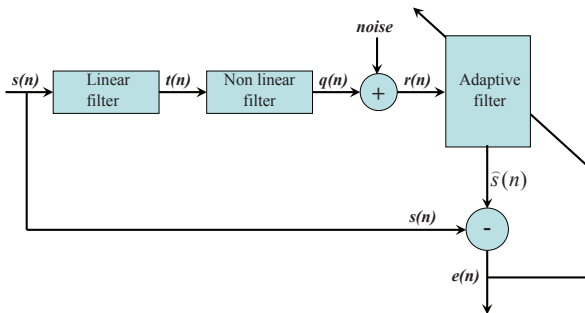 noise
s(n)
Linear
filter
t(n)
Non linear
filter
q(n)
+
r(n)
Adaptive
filter
ŝ(n)
s(n)
-
e(n)